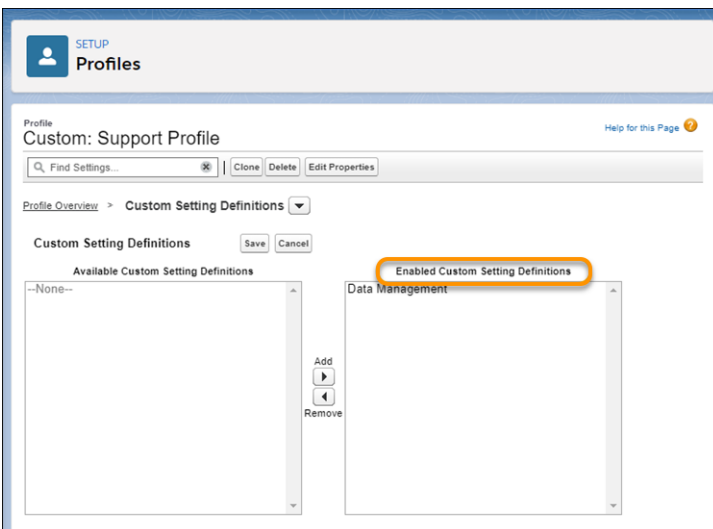 SETUP
Profiles
Profile
Custom: Support Profile
Help for this Page ?
Find Settings...
Clone Delete Edit Properties
Profile Overview > Custom Setting Definitions
Custom Setting Definitions
Save Cancel
Available Custom Setting Definitions
Enabled Custom Setting Definitions
--None--
Data Management
Add
Remove